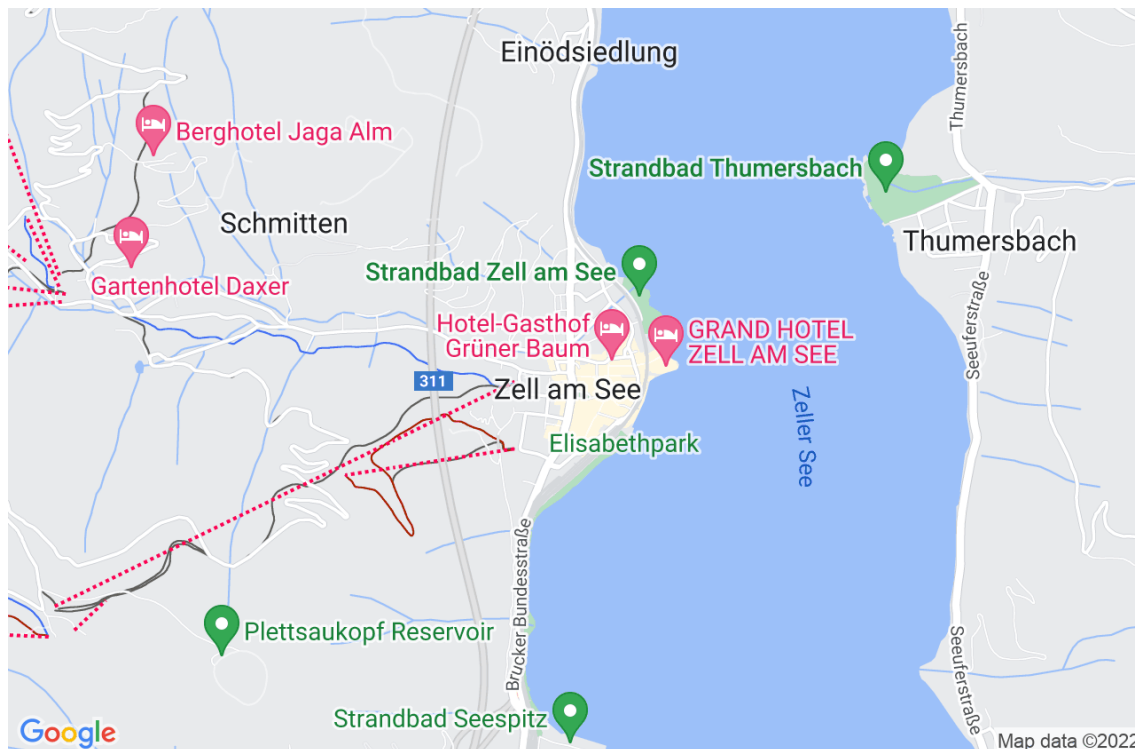 Einödsiedlung
Thumersbach
Berghotel Jaga Alm
Strandbad Thumersbach
Schmitten
Thumersbach
Strandbad Zell am See
Gartenhotel Daxer
Hotel-Gasthof
Grüner Baum
GRAND HOTEL
ZELL AM SEE
Seeuferstraße
311
Zell am See
Zeller See
Elisabethpark
Brucker Bundesstraße
Plettsaukopf Reservoir
Seeuferstraße
Strandbad Seespitz
Google
Map data ©2022